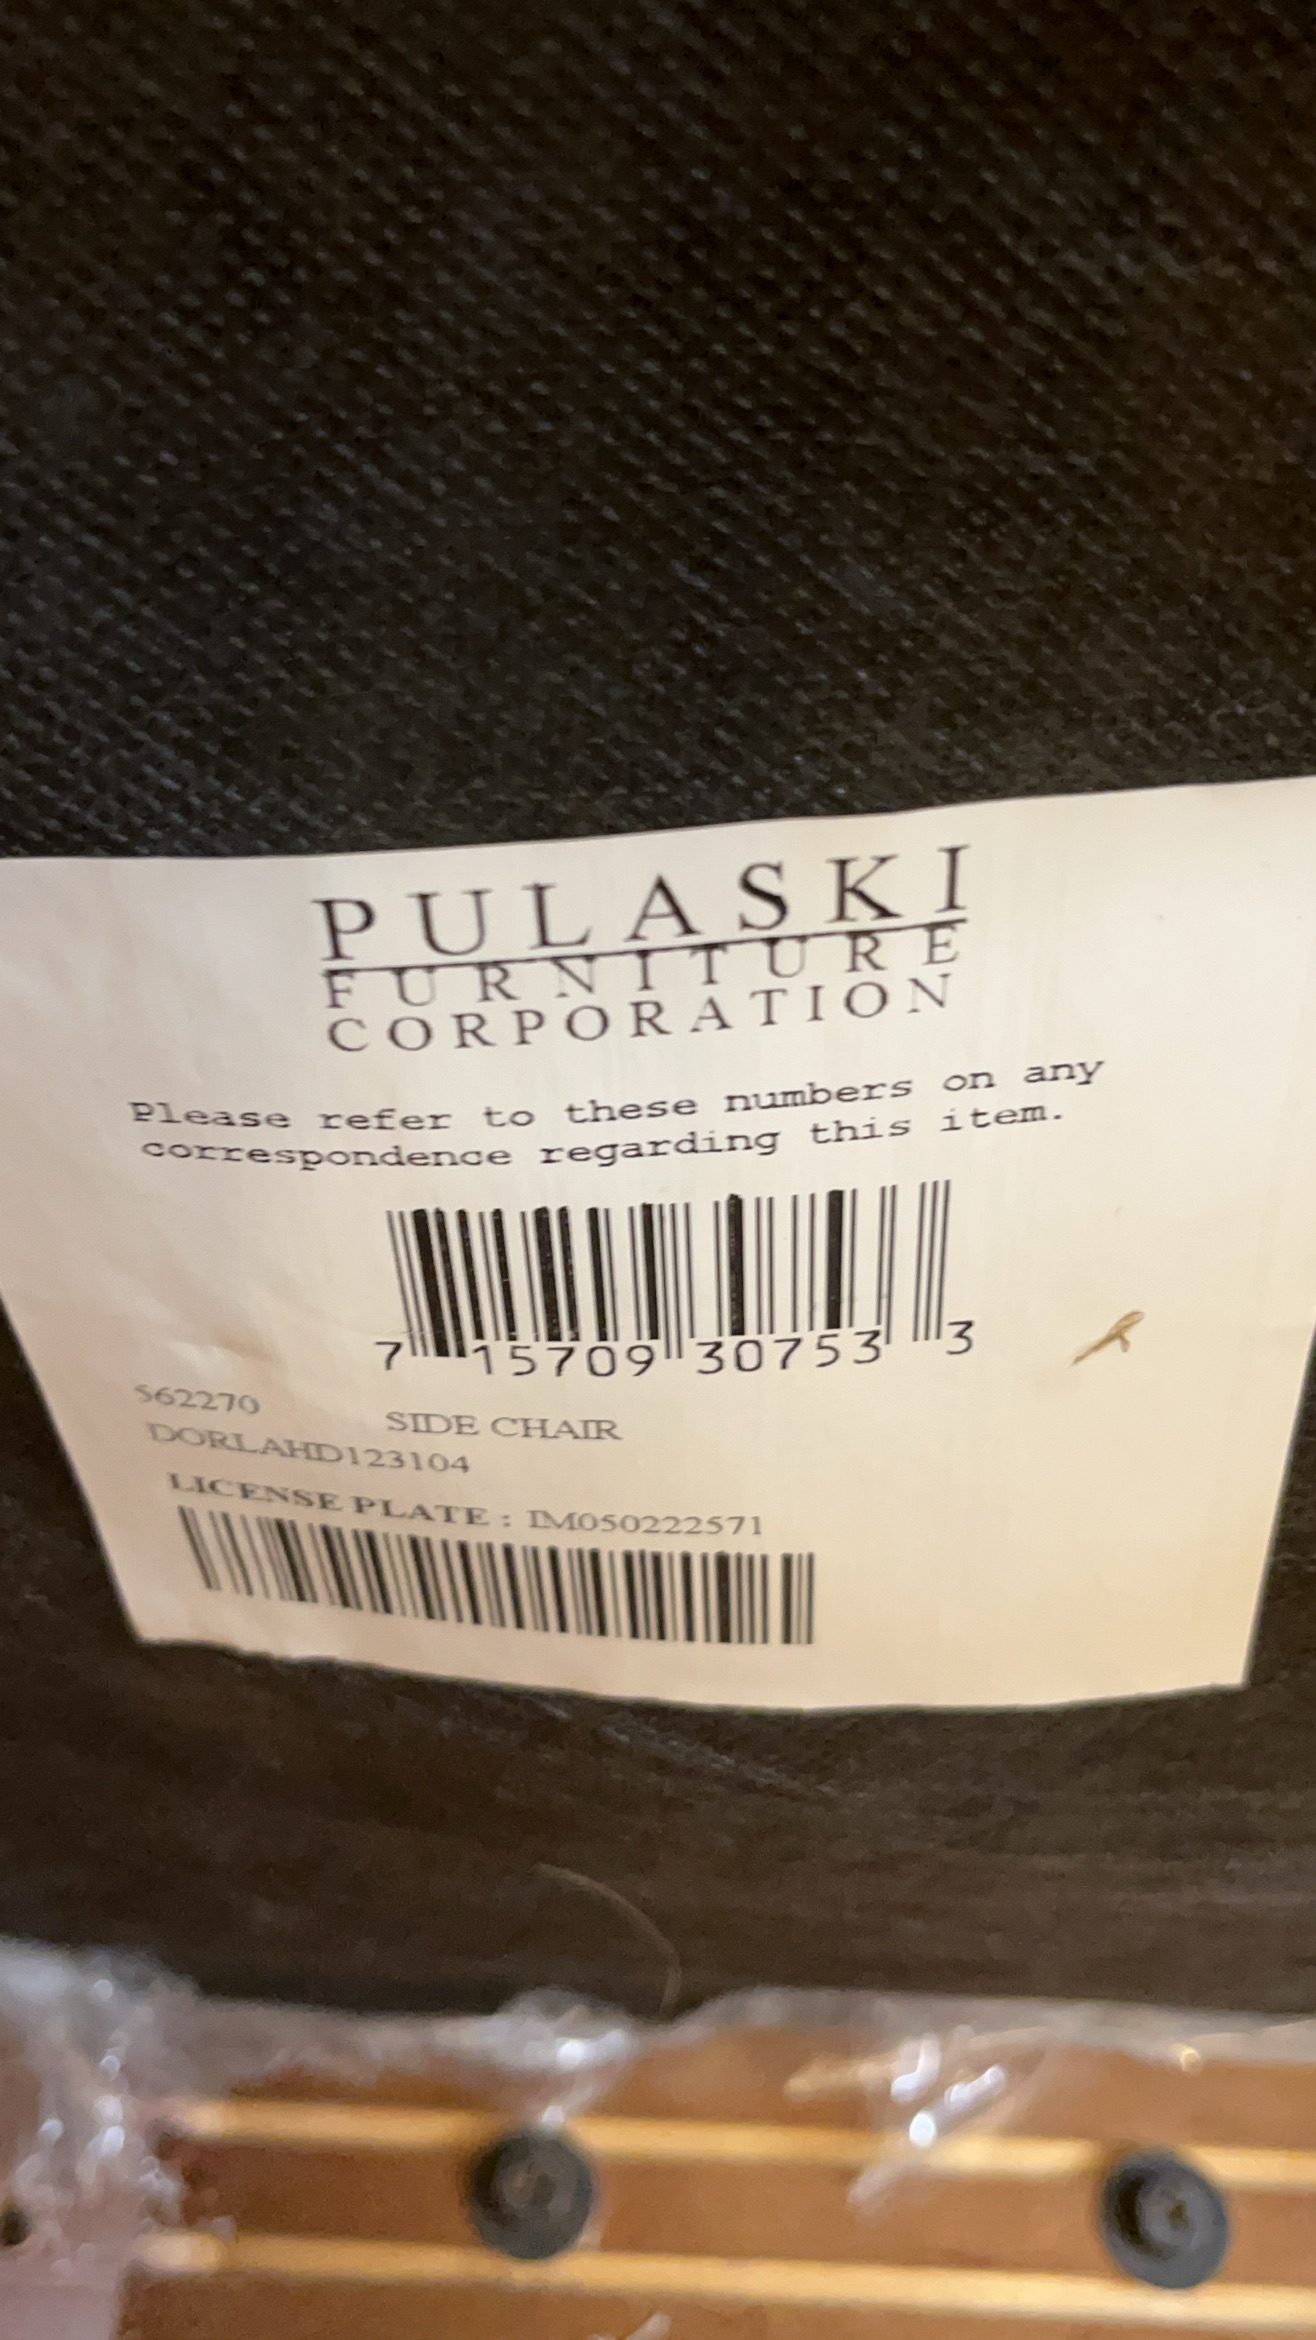 PULASKI
FURNITURE
CORPORATION
Please refer to these numbers on any
correspondence regarding this item.
7 15709 30753 3
562270 SIDE CHAIR
DORLAHD123104
LICENSE PLATE : IM050222571